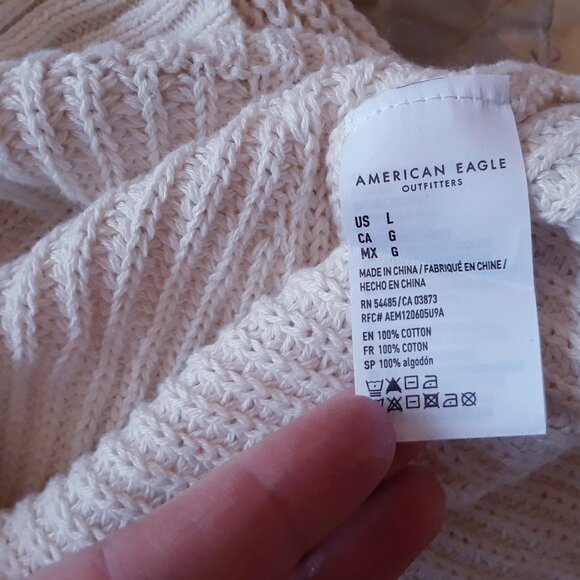 AMERICAN EAGLE
OUTFITTERS
US L
CA G
MX G
MADE IN CHINA / FABRIQUÉ EN CHINE /
HECHO EN CHINA
RN 54485 / CA 03873
RFC# AEM120605U9A
EN 100% COTTON
FR 100% COTON
SP 100% algodón